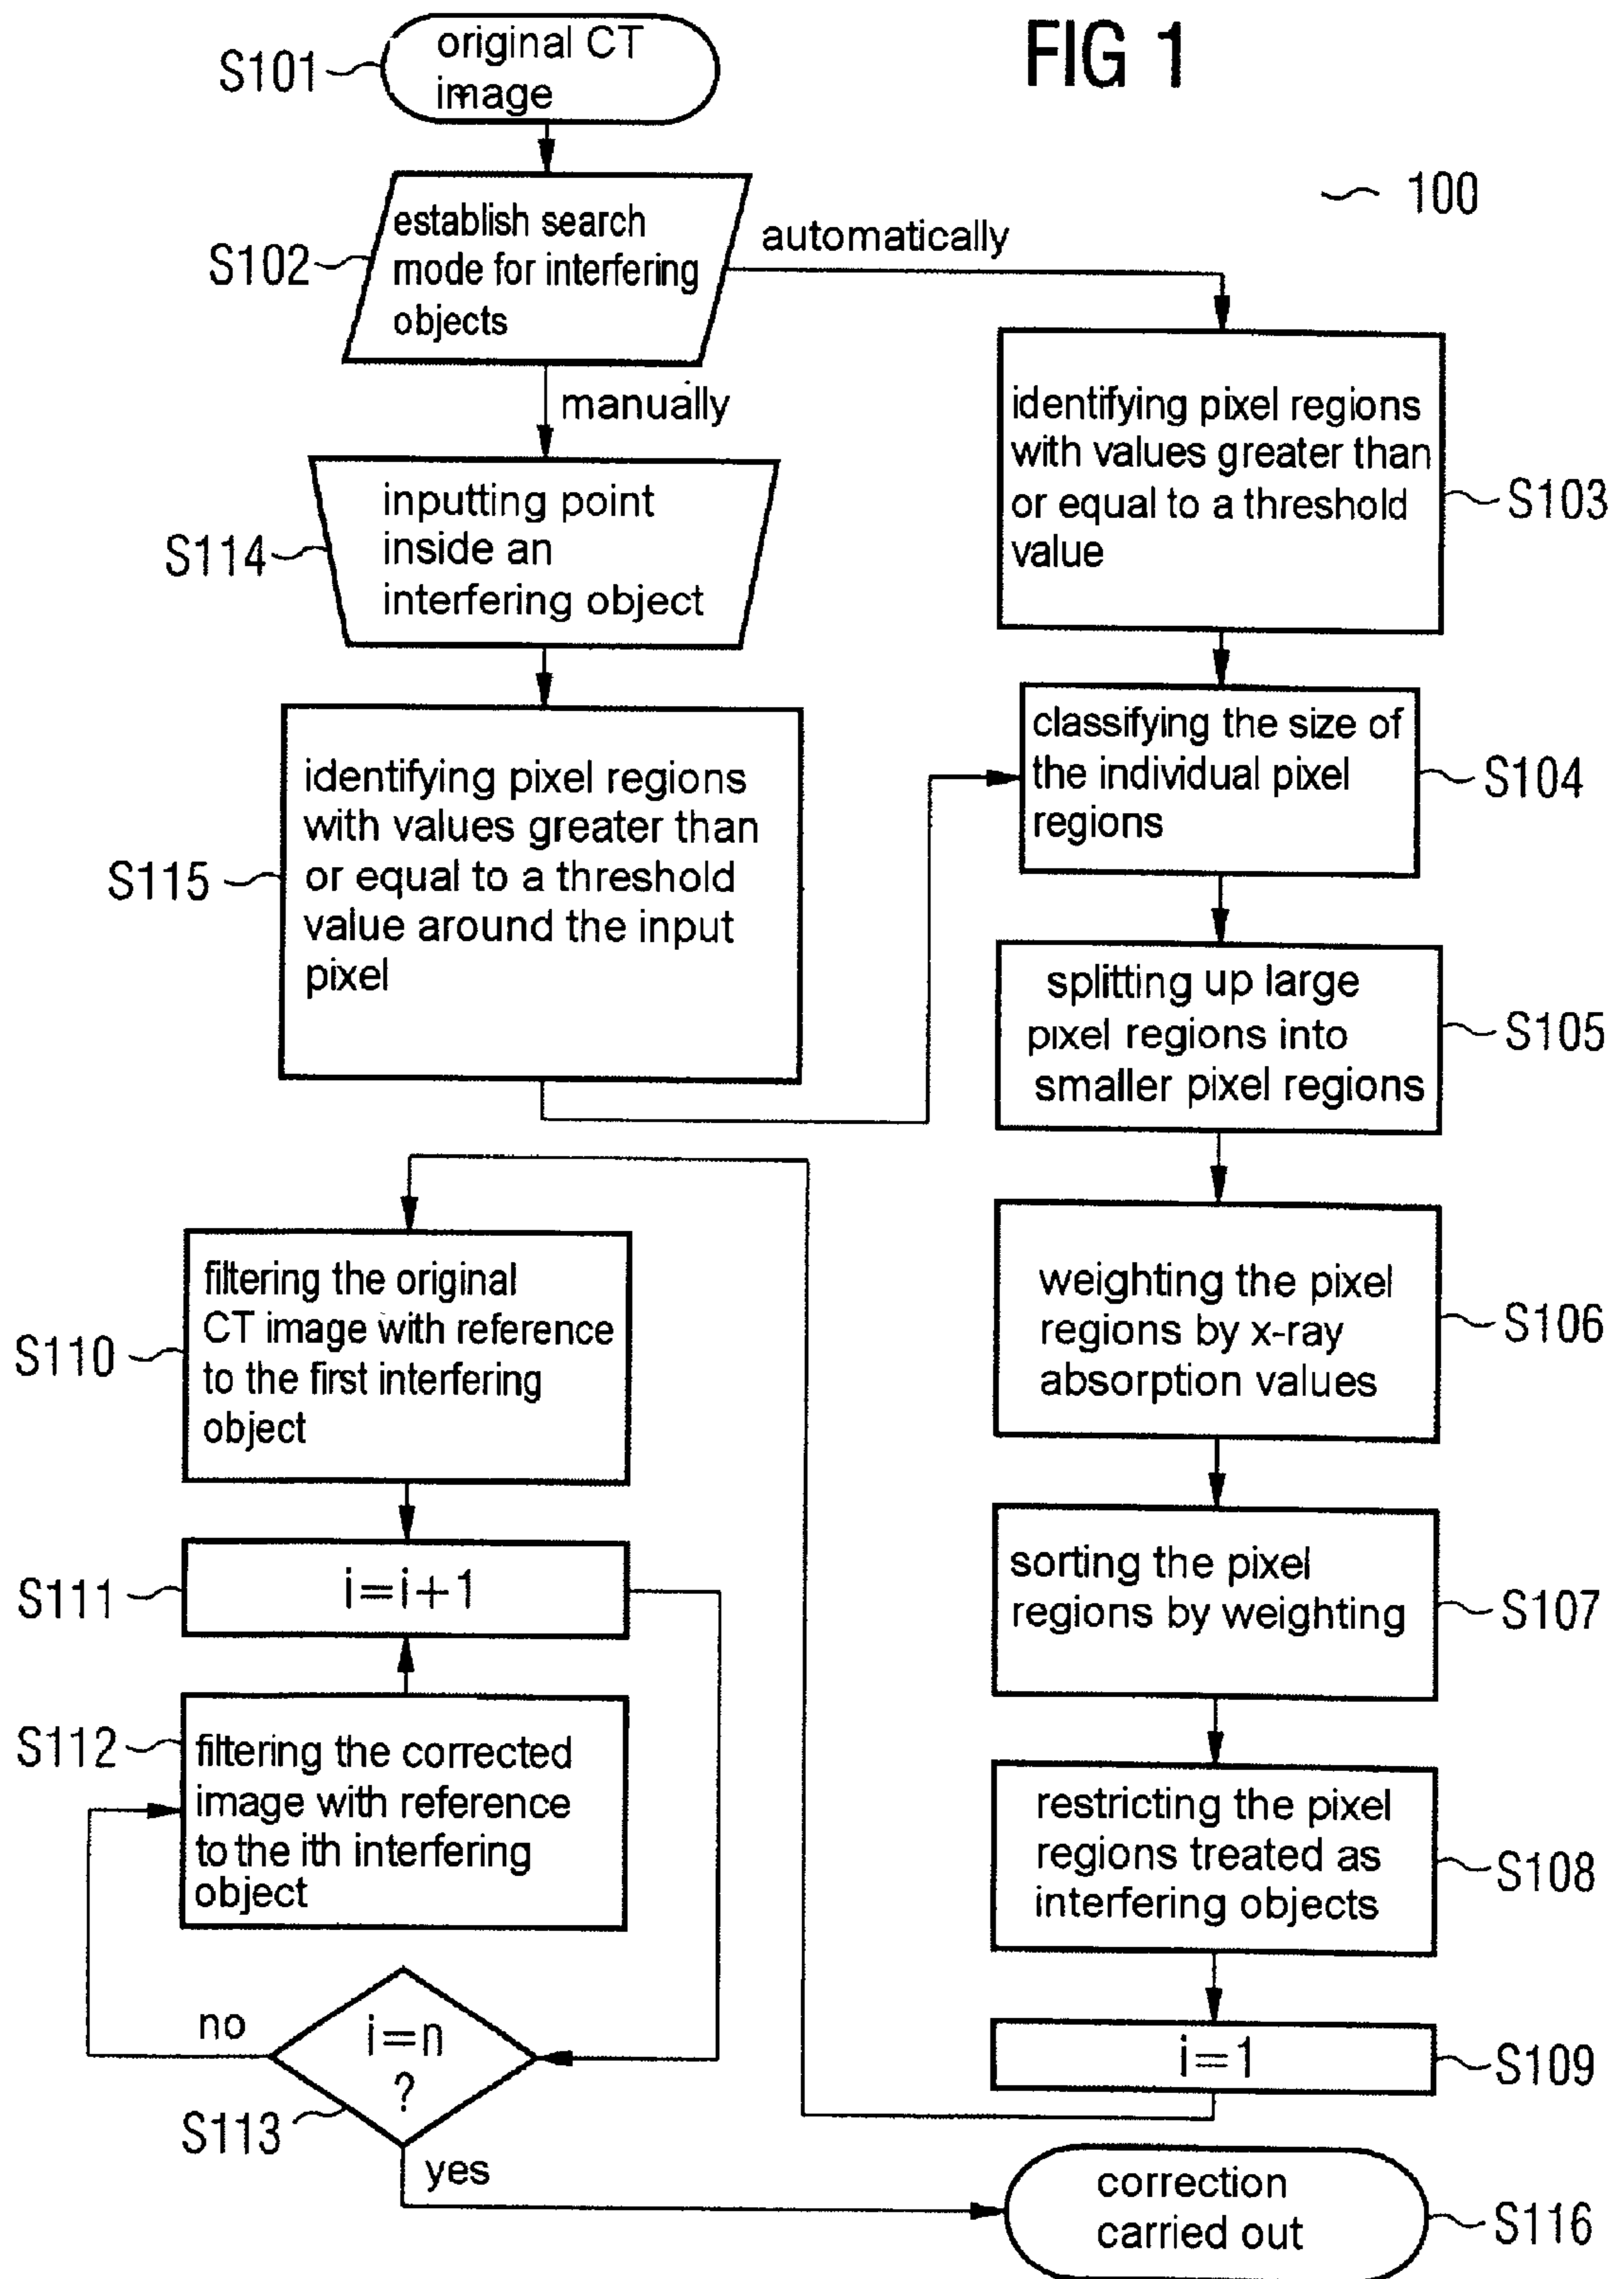 FIG 1
100
S101
original CT
image
S102
establish search
mode for interfering
objects
automatically
manually
S103
identifying pixel regions
with values greater than
or equal to a threshold
value
S114
inputting point
inside an
interfering object
S104
classifying the size of
the individual pixel
regions
S115
identifying pixel regions
with values greater than
or equal to a threshold
value around the input
pixel
S105
splitting up large
pixel regions into
smaller pixel regions
S106
weighting the pixel
regions by x-ray
absorption values
S107
sorting the pixel
regions by weighting
S108
restricting the pixel
regions treated as
interfering objects
S109
i=1
S110
filtering the original
CT image with reference
to the first interfering
object
S111
i=i+1
S112
filtering the corrected
image with reference
to the ith interfering
object
no
i=n
?
S113
yes
correction
carried out
S116